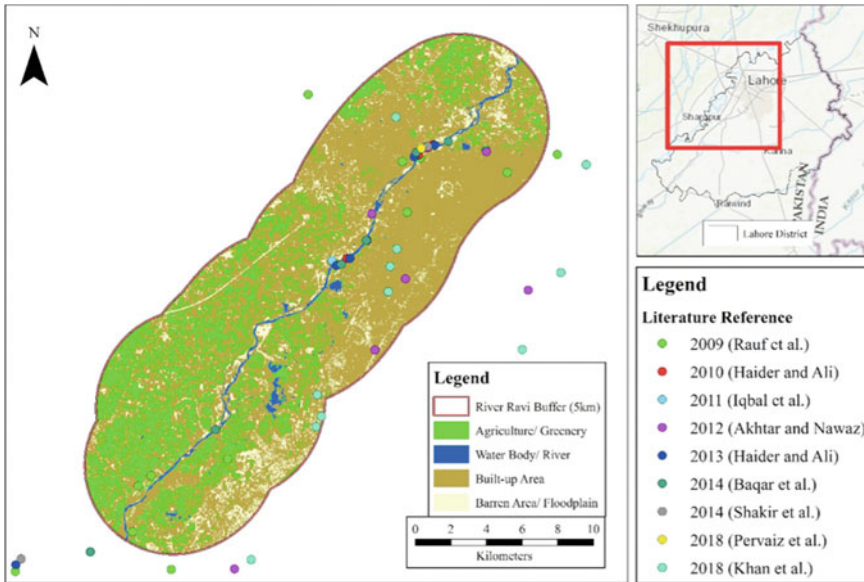 N
Legend
River Ravi Buffer (5km)
Agriculture/ Greenery
Water Body/ River
Built-up Area
Barren Area/ Floodplain
0 2 4 6 8 10
Kilometers
Shekhupura
Lahore
Sharqpur
Kahna
Raiwind
PAKISTAN
INDIA
Lahore District
Legend
Literature Reference
2009 (Rauf et al.)
2010 (Haider and Ali)
2011 (Iqbal et al.)
2012 (Akhtar and Nawaz)
2013 (Haider and Ali)
2014 (Baqar et al.)
2014 (Shakir et al.)
2018 (Pervaiz et al.)
2018 (Khan et al.)